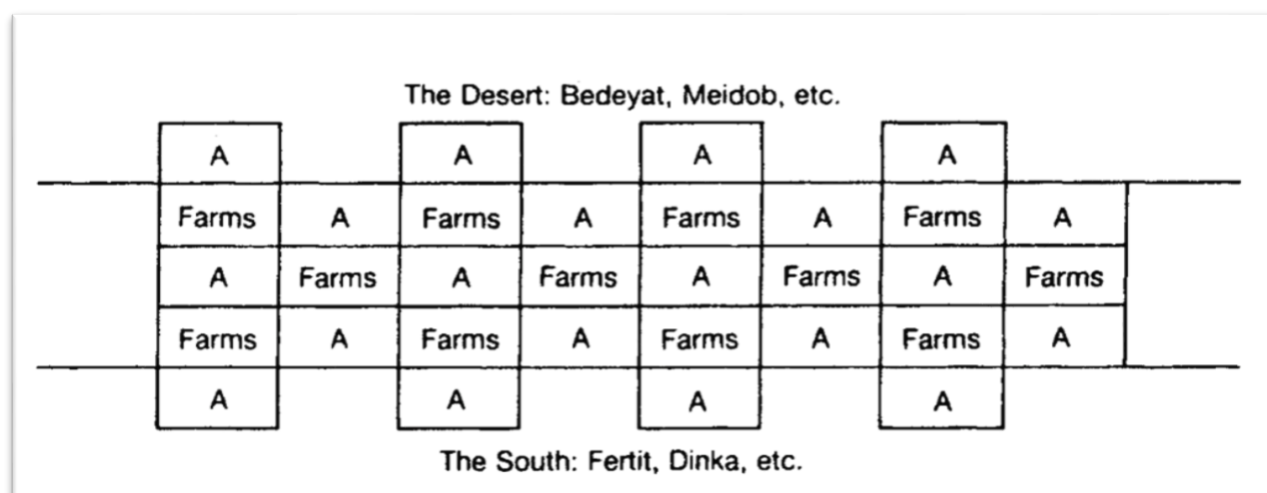 The Desert: Bedeyat, Meidob, etc.
A A A A
Farms A Farms A Farms A Farms A
A Farms A Farms A Farms A Farms
Farms A Farms A Farms A Farms A
A A A A
The South: Fertit, Dinka, etc.